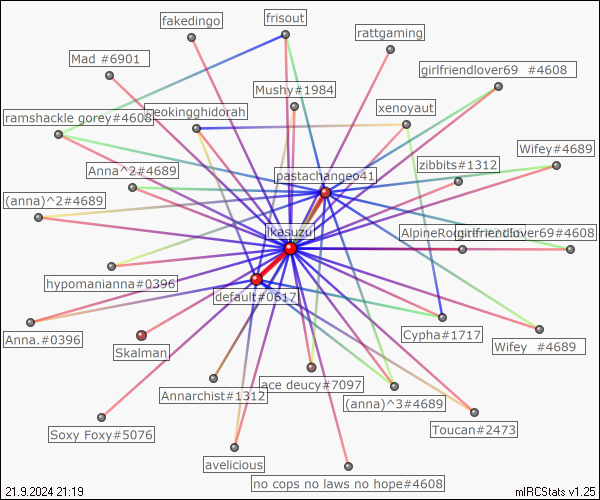 fakedingo
frisout
rattgaming
Mad #6901
girlfriendlover69 #4608
Mushy#1984
xenoyaut
ramshackle gorey#4608
neokingghidorah
Wifey#4689
zibbits#1312
Anna^2#4689
pastachangeo41
(anna)^2#4689
ikasuzu
girlfriendlover69#4608
hypomanianna#0396
default#0617
Anna.#0396
Cypha#1717
Wifey #4689
Skalman
ace deucy#7097
Annarchist#1312
(anna)^3#4689
Soxy Foxy#5076
Toucan#2473
avelicious
no cops no laws no hope#4608
21.9.2024 21:19
mIRCStats v1.25